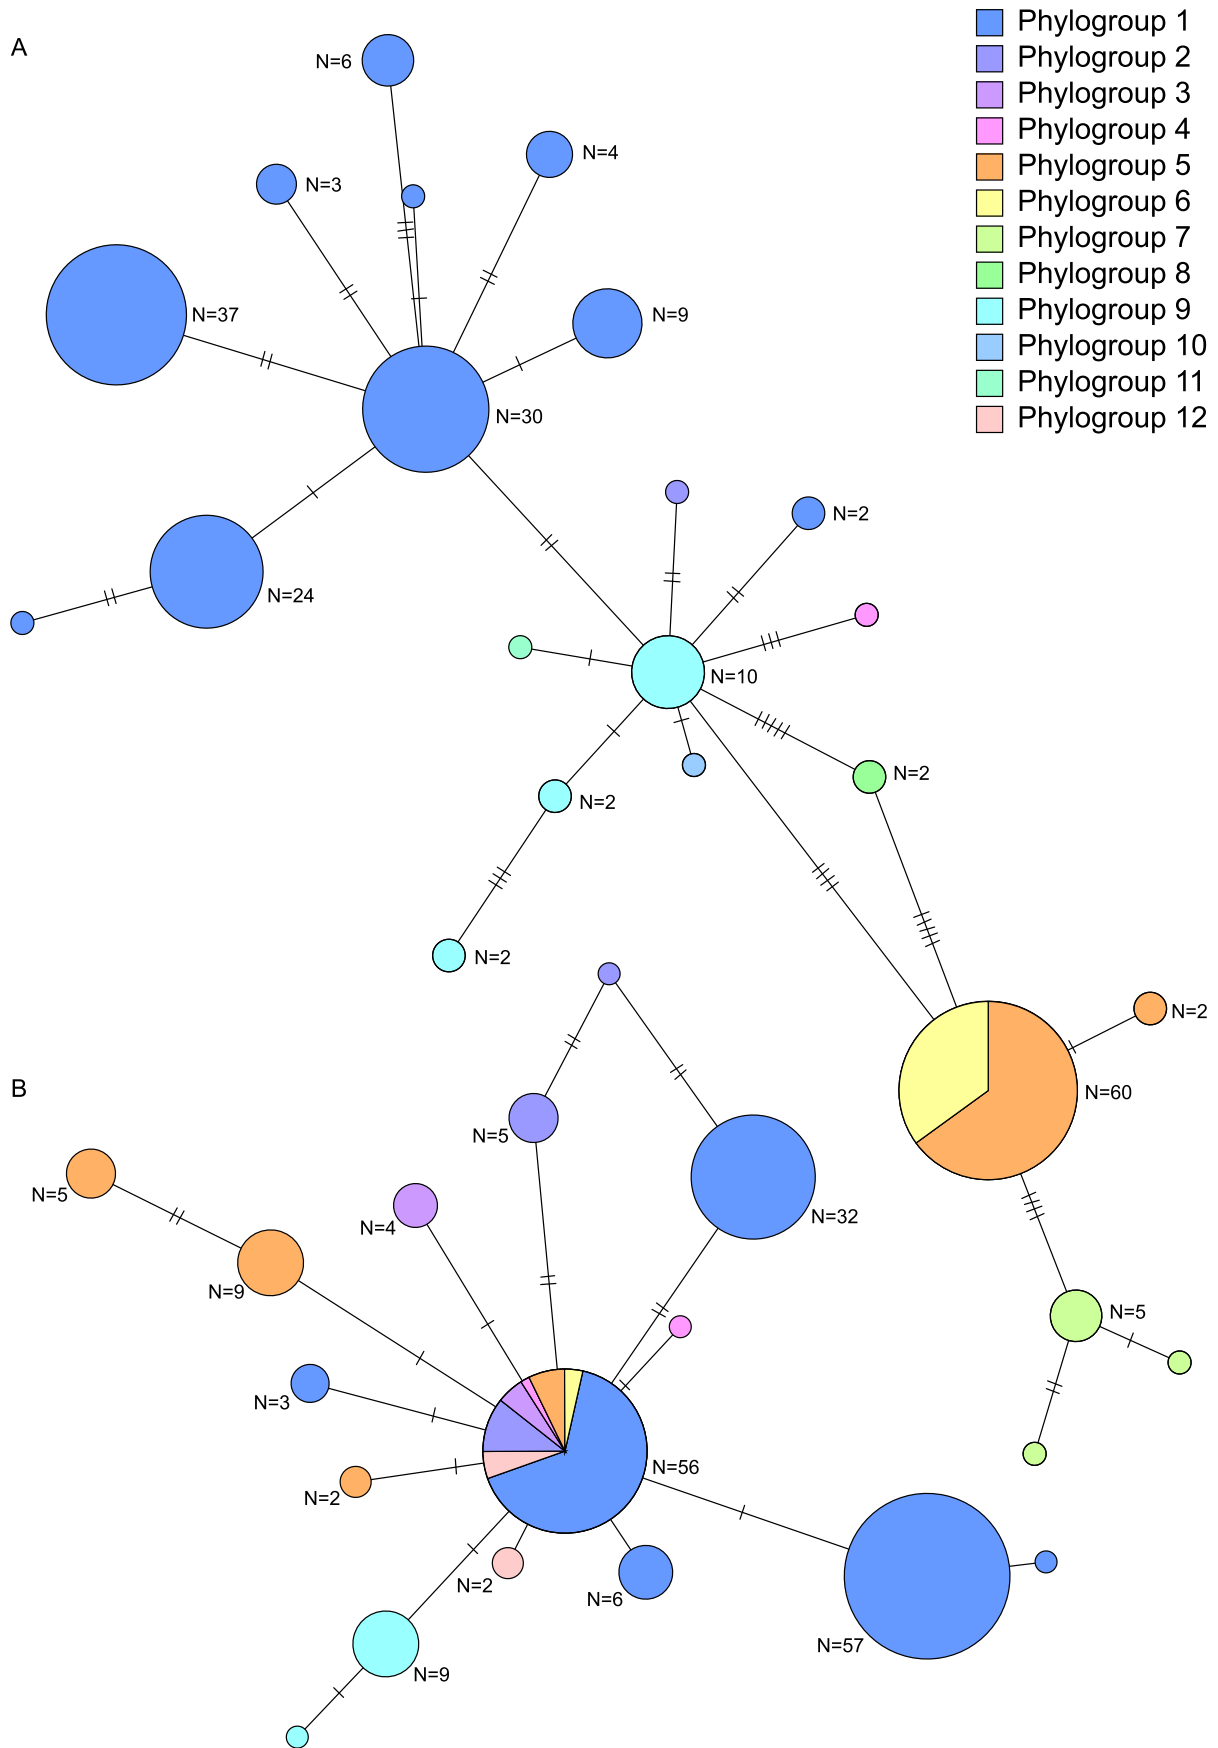 A
Phylogroup 1
Phylogroup 2
Phylogroup 3
Phylogroup 4
Phylogroup 5
Phylogroup 6
Phylogroup 7
Phylogroup 8
Phylogroup 9
Phylogroup 10
Phylogroup 11
Phylogroup 12
N=6
N=4
N=3
N=37
N=9
N=30
N=24
N=2
N=10
N=2
N=2
N=2
N=2
N=60
N=5
B
N=5
N=5
N=4
N=32
N=9
N=3
N=56
N=2
N=2
N=6
N=57
N=9